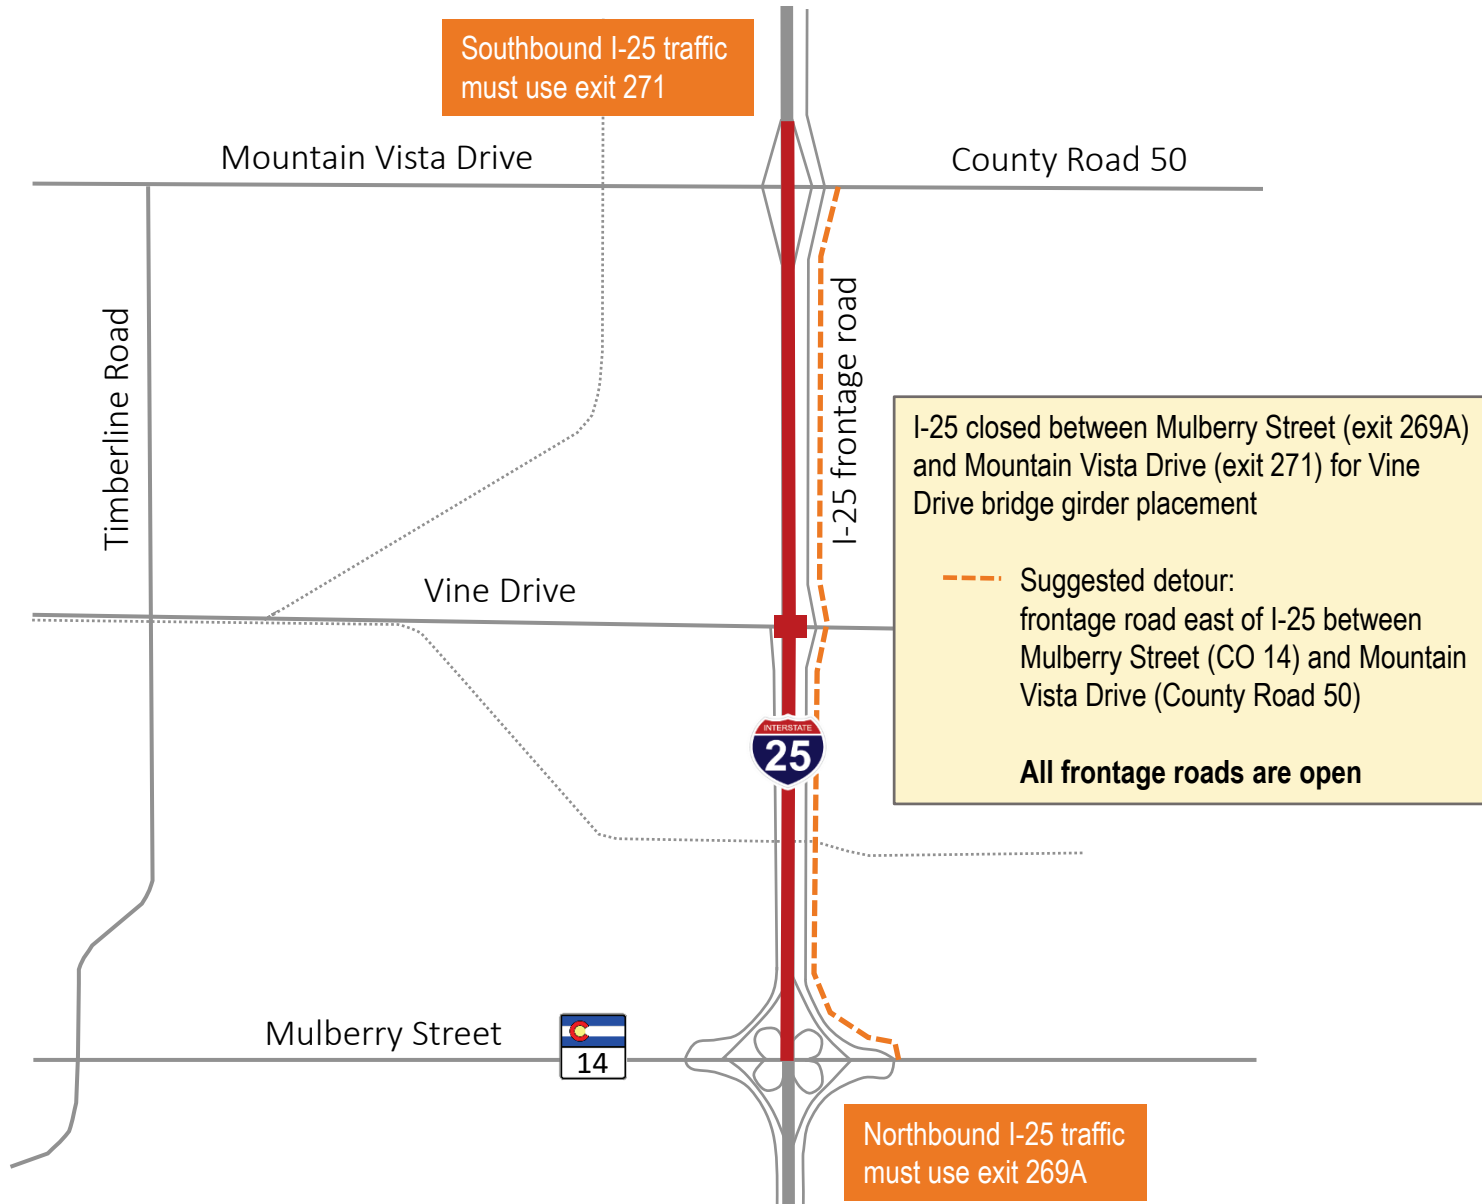 Southbound I-25 traffic
must use exit 271
Mountain Vista Drive
County Road 50
Timberline Road
I-25 frontage road
I-25 closed between Mulberry Street (exit 269A)
and Mountain Vista Drive (exit 271) for Vine
Drive bridge girder placement
Suggested detour:
frontage road east of I-25 between
Mulberry Street (CO 14) and Mountain
Vista Drive (County Road 50)
All frontage roads are open
Vine Drive
INTERSTATE
25
Mulberry Street
14
Northbound I-25 traffic
must use exit 269A